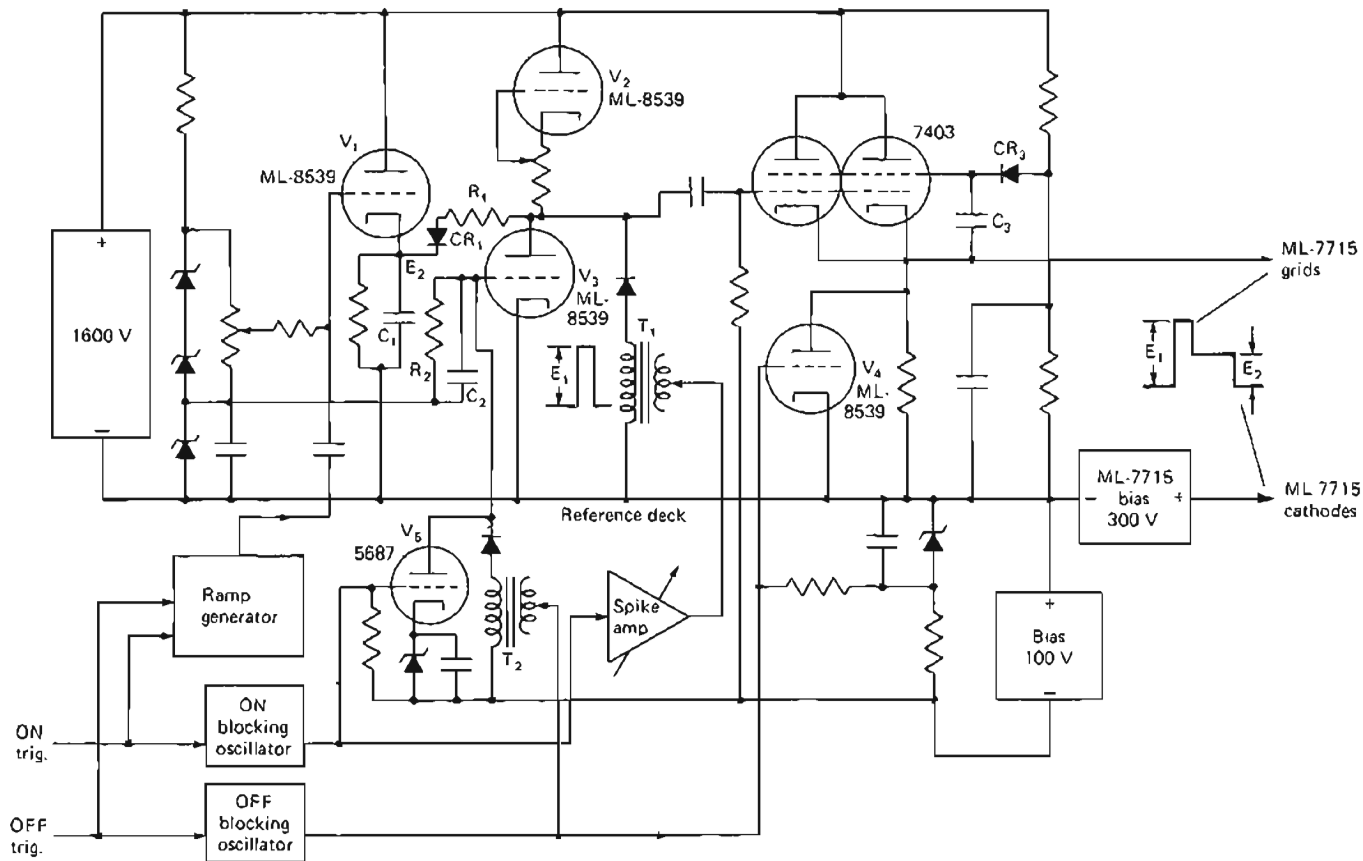 V₂
ML-8539
7403
CR₃
V₁
ML-8539
R₁
CR₁
C₃
E₂
V₃
ML-
8539
ML-7715
grids
1600 V
+
−
C₁
R₂
C₂
E₁
T₁
V₄
ML-
8539
E₁
E₂
Reference deck
− ML-7715 +
bias
300 V
ML 7715
cathodes
V₅
5687
Ramp
generator
T₂
Spike
amp
+
Bias
100 V
−
ON
trig.
ON
blocking
oscillator
OFF
trig.
OFF
blocking
oscillator